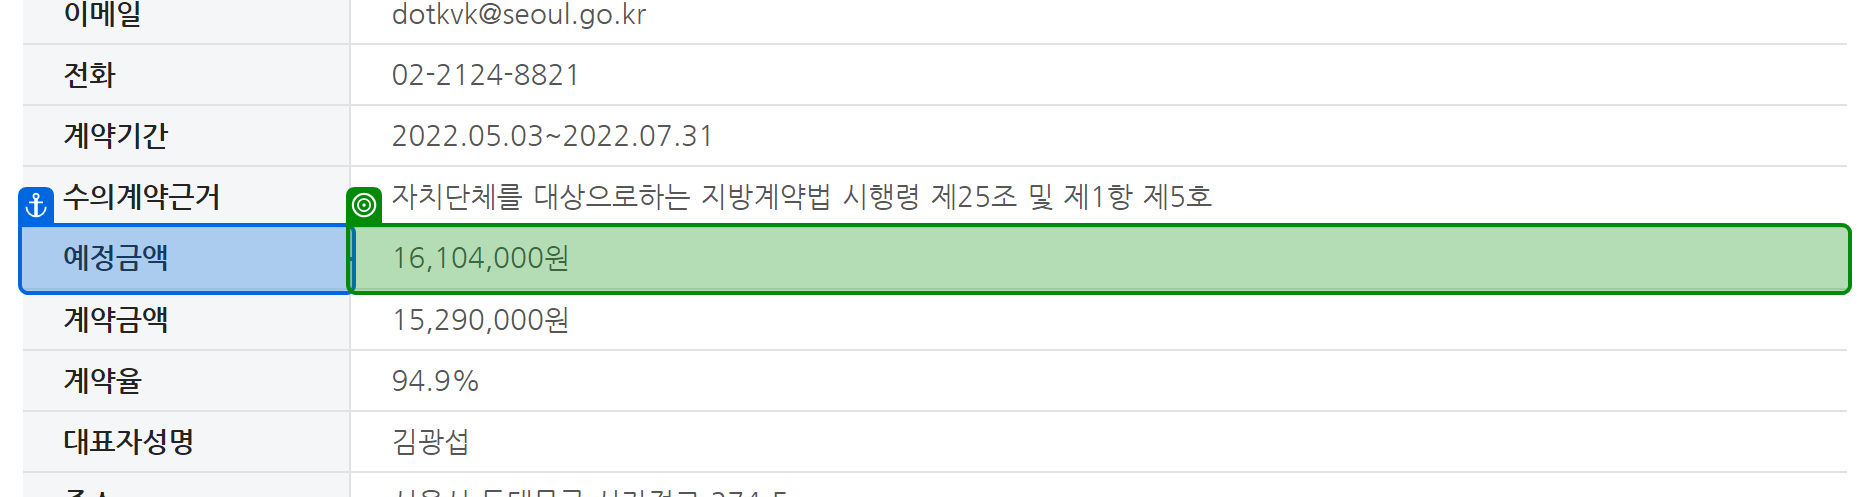 이메일 dotkvk@seoul.go.kr
전화 02-2124-8821
계약기간 2022.05.03~2022.07.31
수의계약근거 자치단체를 대상으로하는 지방계약법 시행령 제25조 및 제1항 제5호
예정금액 16,104,000원
계약금액 15,290,000원
계약율 94.9%
대표자성명 김광섭